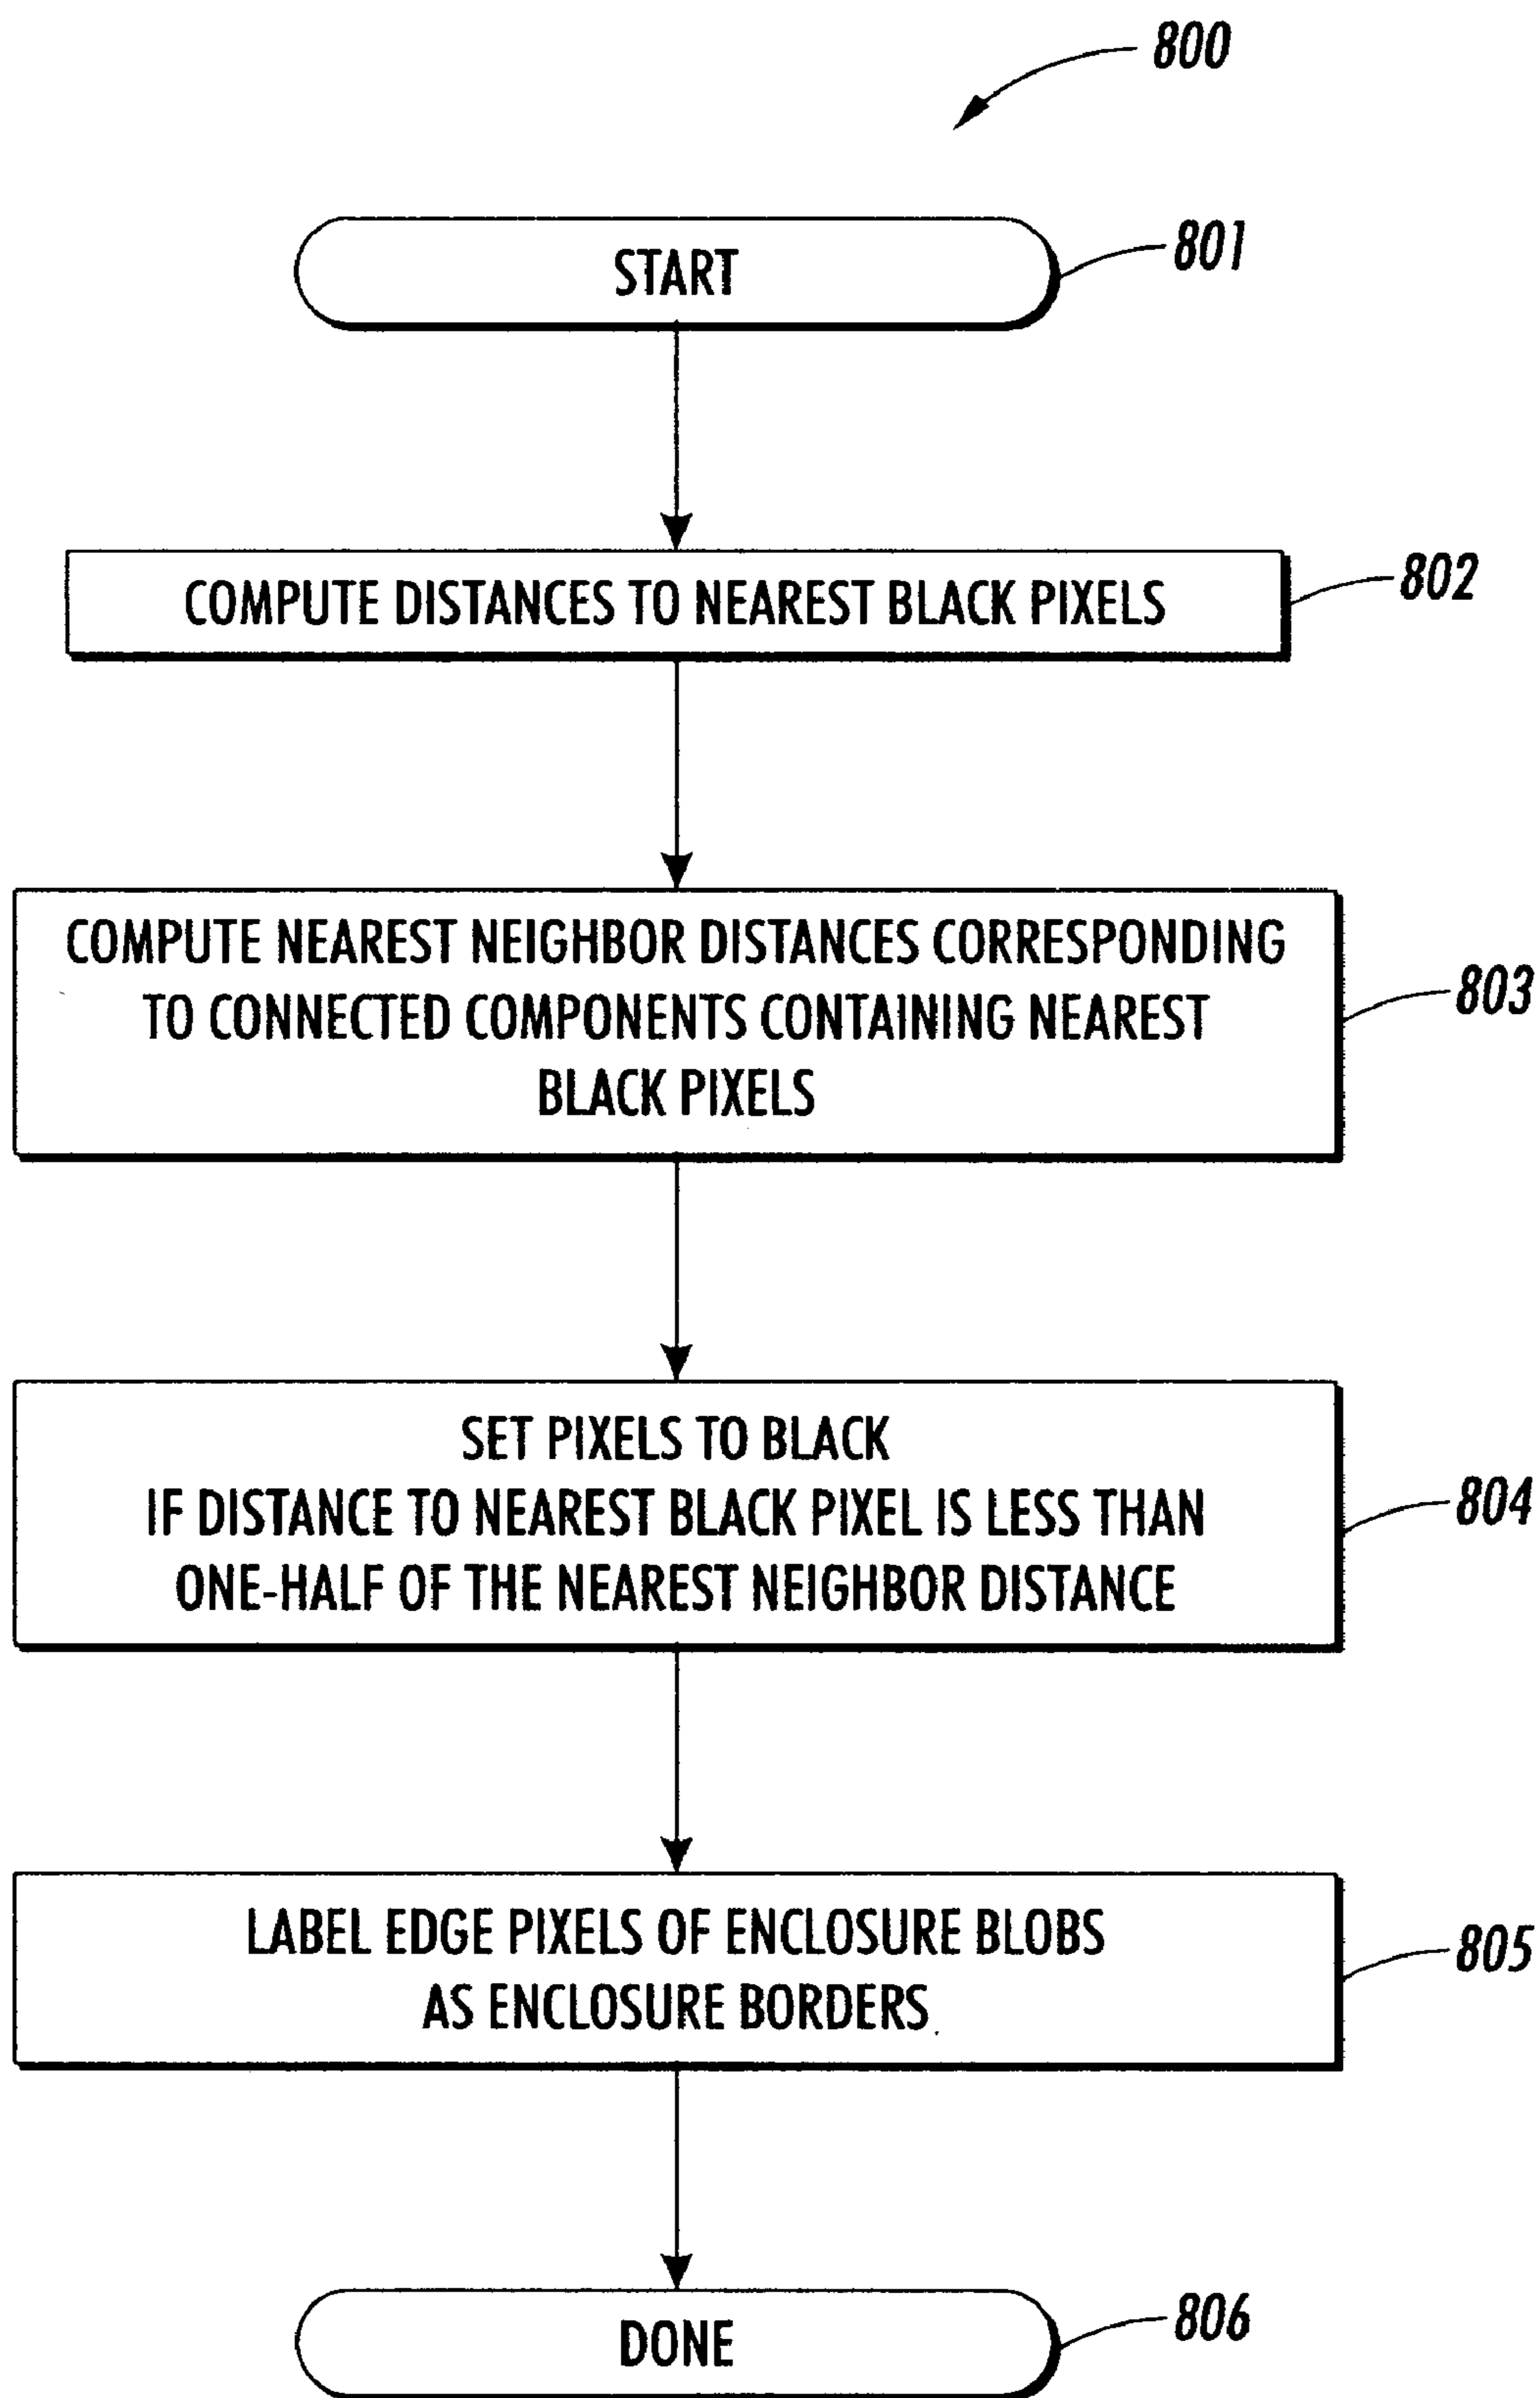 800
START
801
COMPUTE DISTANCES TO NEAREST BLACK PIXELS
802
COMPUTE NEAREST NEIGHBOR DISTANCES CORRESPONDING
TO CONNECTED COMPONENTS CONTAINING NEAREST
BLACK PIXELS
803
SET PIXELS TO BLACK
IF DISTANCE TO NEAREST BLACK PIXEL IS LESS THAN
ONE-HALF OF THE NEAREST NEIGHBOR DISTANCE
804
LABEL EDGE PIXELS OF ENCLOSURE BLOBS
AS ENCLOSURE BORDERS
805
DONE
806